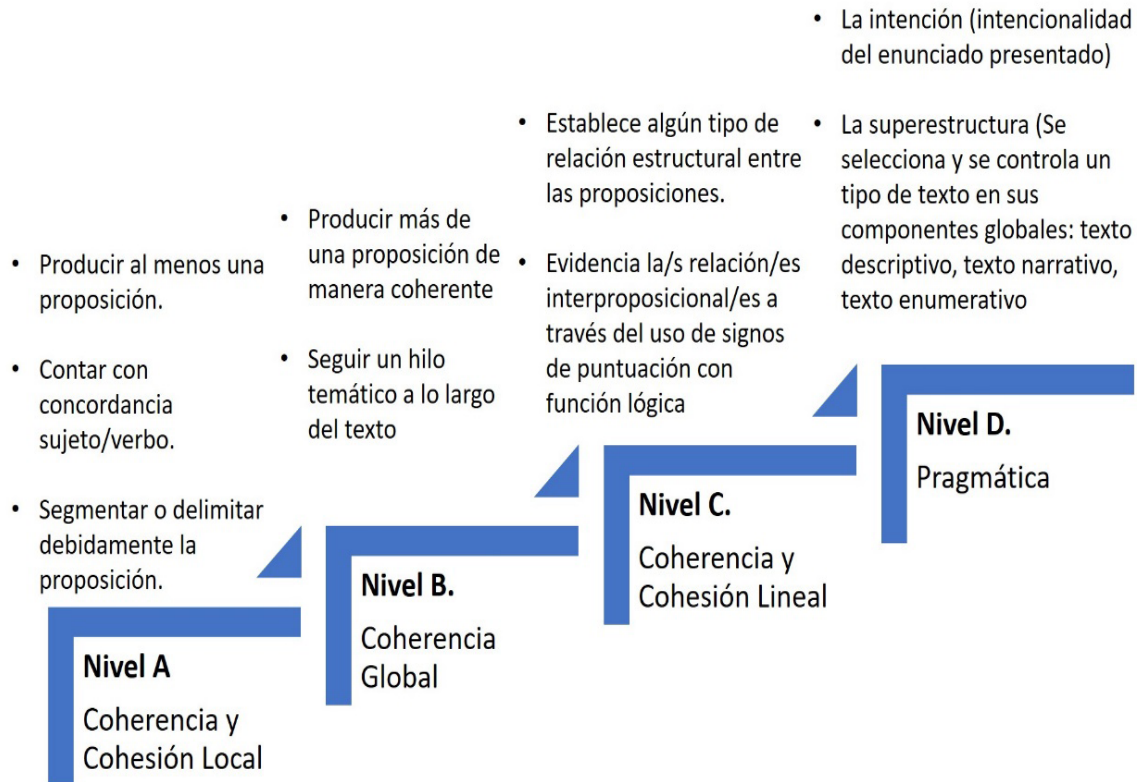 • Producir al menos una
proposición.
• Contar con
concordancia
sujeto/verbo.
• Segmentar o delimitar
debidamente la
proposición.
Nivel A
Coherencia y
Cohesión Local
• Producir más de
una proposición de
manera coherente
• Seguir un hilo
temático a lo largo
del texto
Nivel B.
Coherencia
Global
• Establece algún tipo de
relación estructural entre
las proposiciones.
• Evidencia la/s relación/es
interproposicional/es a
través del uso de signos
de puntuación con
función lógica
Nivel C.
Coherencia y
Cohesión Lineal
• La intención (intencionalidad
del enunciado presentado)
• La superestructura (Se
selecciona y se controla un
tipo de texto en sus
componentes globales: texto
descriptivo, texto narrativo,
texto enumerativo
Nivel D.
Pragmática